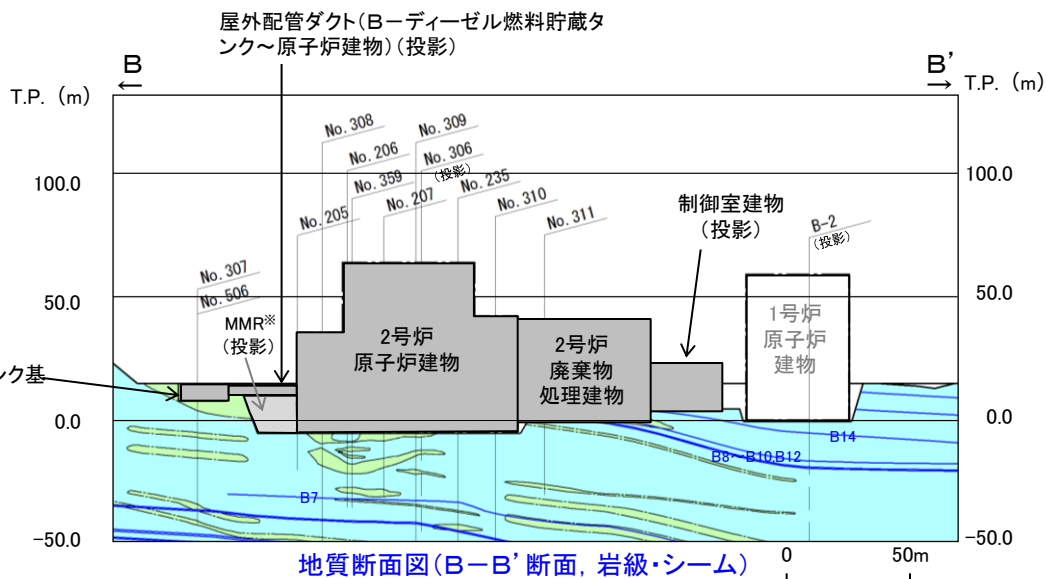 屋外配管ダクト(B－ディーゼル燃料貯蔵タ
ンク～原子炉建物)(投影)
B
B’
T.P. (m)
T.P. (m)
No. 308
No. 309
No. 206
No. 306
(投影)
No. 359
No. 235
No. 207
No. 310
No. 205
No. 311
100.0
100.0
制御室建物
(投影)
B-2
(投影)
No. 307
No. 506
50.0
50.0
MMR※
(投影)
2号炉
原子炉建物
2号炉
廃棄物
処理建物
1号炉
原子炉
建物
ンク基
0.0
0.0
B14
B8～B10,B12
B7
－50.0
－50.0
地質断面図(B－B’断面, 岩級・シーム)
0
50m